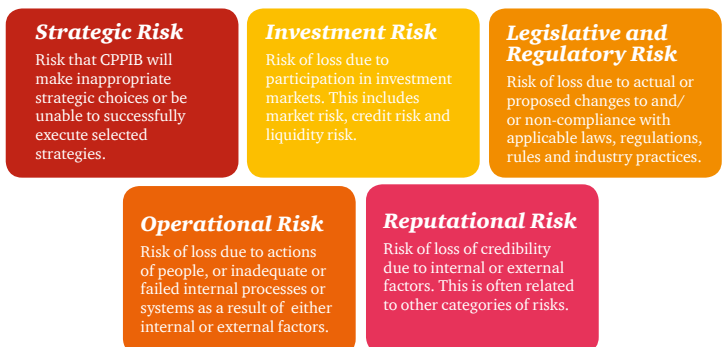 Strategic Risk
Risk that CPPIB will
make inappropriate
strategic choices or be
unable to successfully
execute selected
strategies.
Investment Risk
Risk of loss due to
participation in investment
markets. This includes
market risk, credit risk and
liquidity risk.
Legislative and
Regulatory Risk
Risk of loss due to actual or
proposed changes to and/
or non-compliance with
applicable laws, regulations,
rules and industry practices.
Operational Risk
Risk of loss due to actions
of people, or inadequate or
failed internal processes or
systems as a result of either
internal or external factors.
Reputational Risk
Risk of loss of credibility
due to internal or external
factors. This is often related
to other categories of risks.